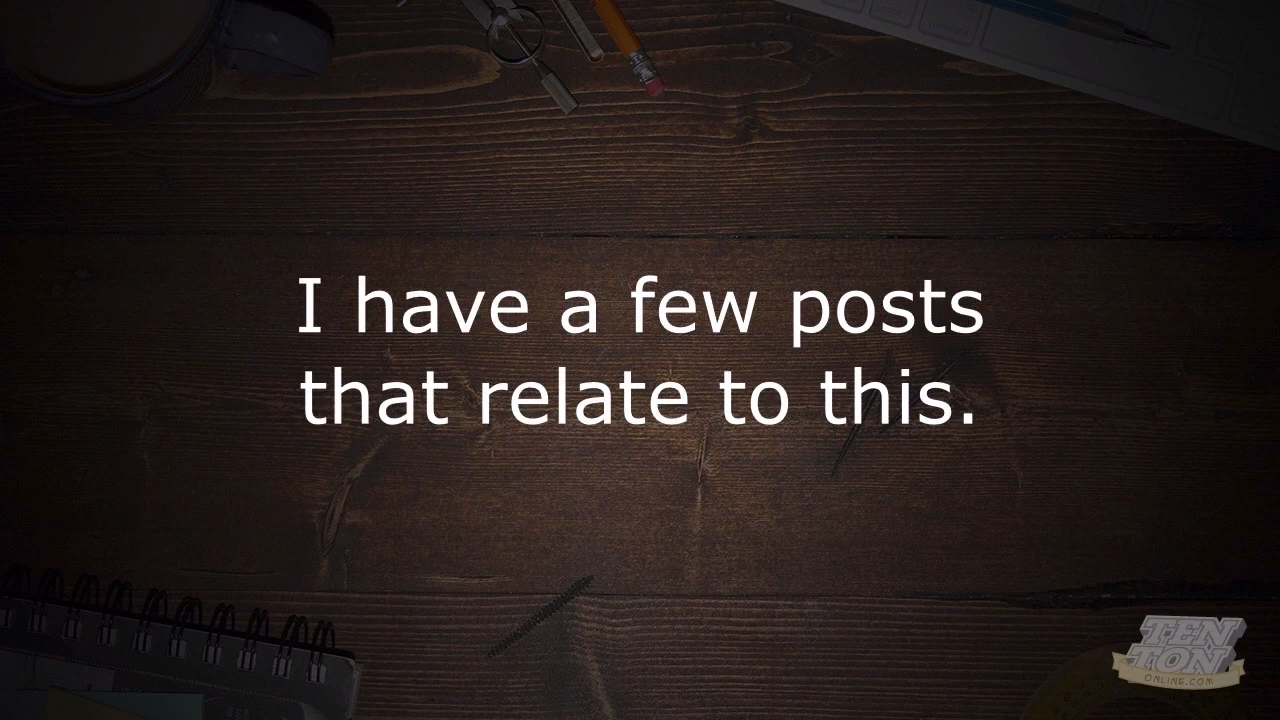 I have a few posts
that relate to this.
TEN
TON
ONLINE.COM